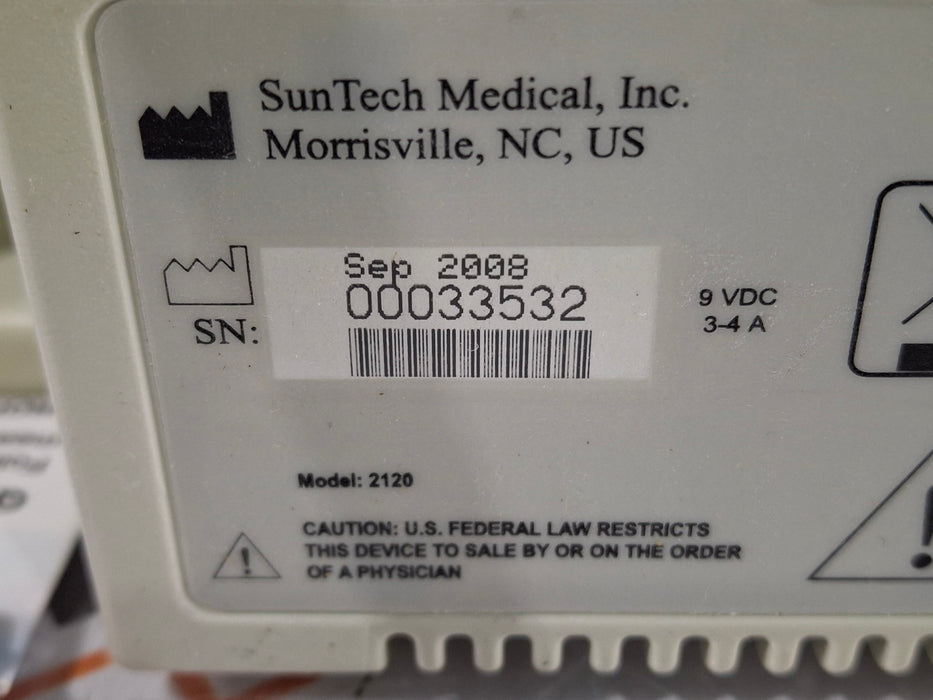 SunTech Medical, Inc.
Morrisville, NC, US
Sep 2008
00033532
SN:
9 VDC
3-4 A
Model: 2120
CAUTION: U.S. FEDERAL LAW RESTRICTS
THIS DEVICE TO SALE BY OR ON THE ORDER
OF A PHYSICIAN